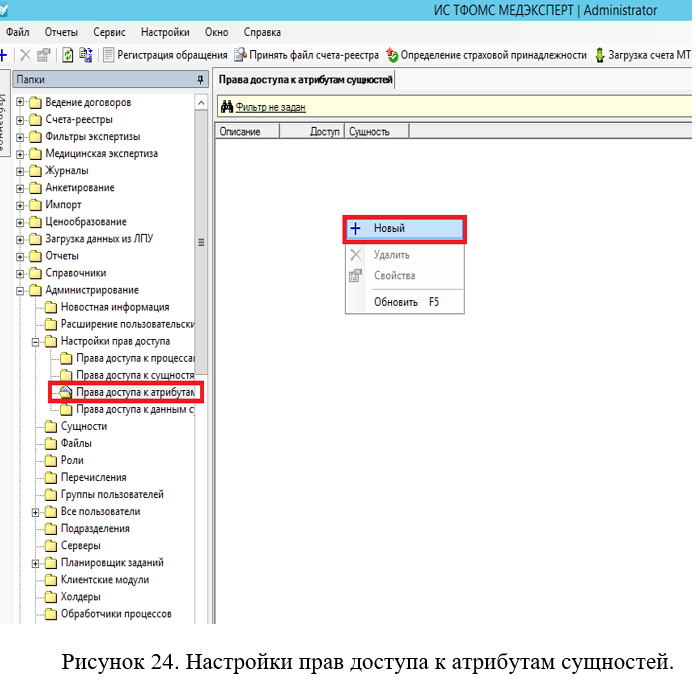 ИС ТФОМС МЕДЭКСПЕРТ | Administrator
Файл Отчеты Сервис Настройки Окно Справка
Регистрация обращения Принять файл счета-реестра Определение страховой принадлежности Загрузка счета МТ
Папки
Права доступа к атрибутам сущностей
Фильтр не задан
Описание Доступ Сущность
Ведение договоров
Счета-реестры
Фильтры экспертизы
Медицинская экспертиза
Журналы
Анкетирование
Импорт
Ценообразование
Загрузка данных из ЛПУ
Отчеты
Справочники
Администрирование
Новостная информация
Расширение пользовательски
Настройки прав доступа
Права доступа к процесса
Права доступа к сущностя
Права доступа к атрибутам
Права доступа к данным с
Сущности
Файлы
Роли
Перечисления
Группы пользователей
Все пользователи
Подразделения
Серверы
Планировщик заданий
Клиентские модули
Холдеры
Обработчики процессов
Новый
Удалить
Свойства
Обновить F5
Рисунок 24. Настройки прав доступа к атрибутам сущностей.